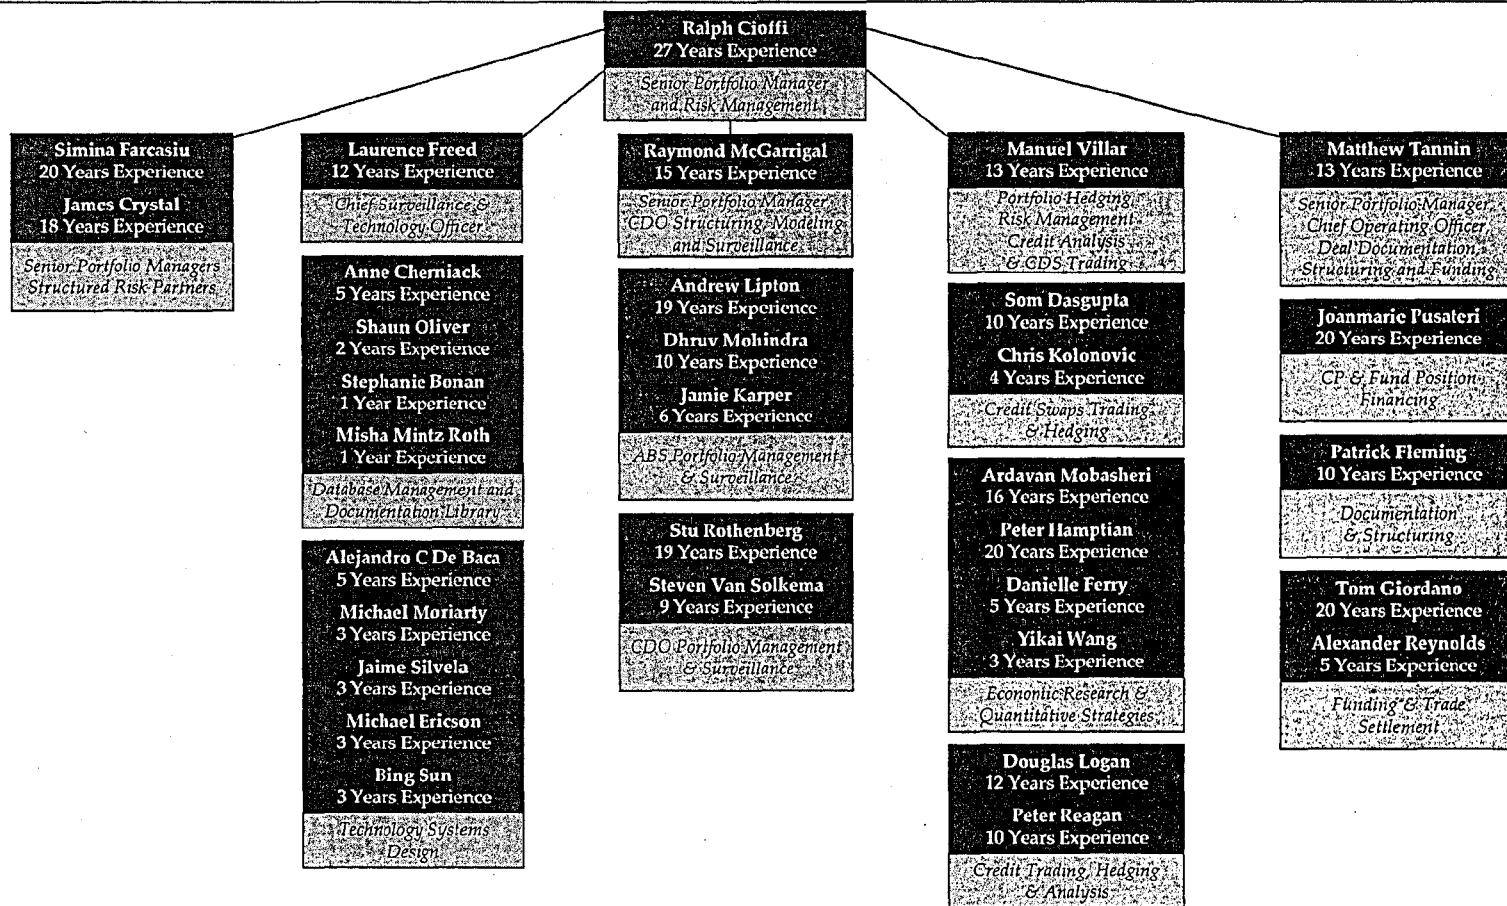 Ralph Cioffi
27 Years Experience
Senior Portfolio Manager
and Risk Management
Simina Farcasiu
20 Years Experience
James Crystal
18 Years Experience
Senior Portfolio Managers
Structured Risk Partners
Laurence Freed
12 Years Experience
Chief Surveillance &
Technology Officer
Anne Cherniack
5 Years Experience
Shaun Oliver
2 Years Experience
Stephanie Bonan
1 Year Experience
Misha Mintz Roth
1 Year Experience
Database Management and
Documentation Library
Alejandro C De Baca
5 Years Experience
Michael Moriarty
3 Years Experience
Jaime Silvela
3 Years Experience
Michael Ericson
3 Years Experience
Bing Sun
3 Years Experience
Technology Systems
Design
Raymond McGarrigal
15 Years Experience
Senior Portfolio Manager,
CDO Structuring, Modeling
and Surveillance
Andrew Lipton
19 Years Experience
Dhruv Mohindra
10 Years Experience
Jamie Karper
6 Years Experience
ABS Portfolio Management
& Surveillance
Stu Rothenberg
19 Years Experience
Steven Van Solkema
9 Years Experience
CDO Portfolio Management
& Surveillance
Manuel Villar
13 Years Experience
Portfolio Hedging
Risk Management
Credit Analysis
& CDS Trading
Som Dasgupta
10 Years Experience
Chris Kolonovic
4 Years Experience
Credit Swaps Trading
& Hedging
Ardavan Mobasheri
16 Years Experience
Peter Hamptian
20 Years Experience
Danielle Ferry
5 Years Experience
Yikai Wang
3 Years Experience
Economic Research &
Quantitative Strategies
Douglas Logan
12 Years Experience
Peter Reagan
10 Years Experience
Credit Trading, Hedging
& Analysis
Matthew Tannin
13 Years Experience
Senior Portfolio Manager,
Chief Operating Officer
Deal Documentation,
Structuring and Funding
Joanmarie Pusateri
20 Years Experience
CP & Fund Position
Financing
Patrick Fleming
10 Years Experience
Documentation
& Structuring
Tom Giordano
20 Years Experience
Alexander Reynolds
5 Years Experience
Funding & Trade
Settlement